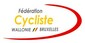 Fédération
Cycliste
WALLONIE // BRUXELLES